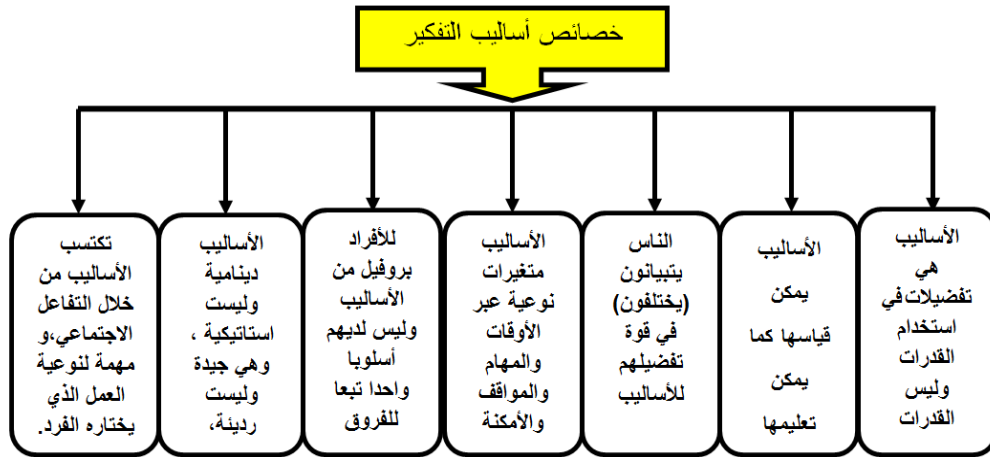 خصائص أساليب التفكير
الأساليب
هي
تفضيلات في
استخدام
القدرات
وليس
القدرات
الأساليب
يمكن
قياسها كما
يمكن
تعليمها
الناس
يتبيانون
(يختلفون)
في قوة
تفضيلهم
للأساليب
الأساليب
متغيرات
نوعية عبر
الأوقات
والمهام
والمواقف
والأمكنة
للأفراد
بروفيل من
الأساليب
وليس لديهم
أسلوبا
واحدا تبعا
للفروق
الأساليب
دينامية
وليست
استاتيكية ،
وهي جيدة
وليست
رديئة،
تكتسب
الأساليب من
خلال التفاعل
الاجتماعي،و
مهمة لنوعية
العمل الذي
يختاره الفرد.